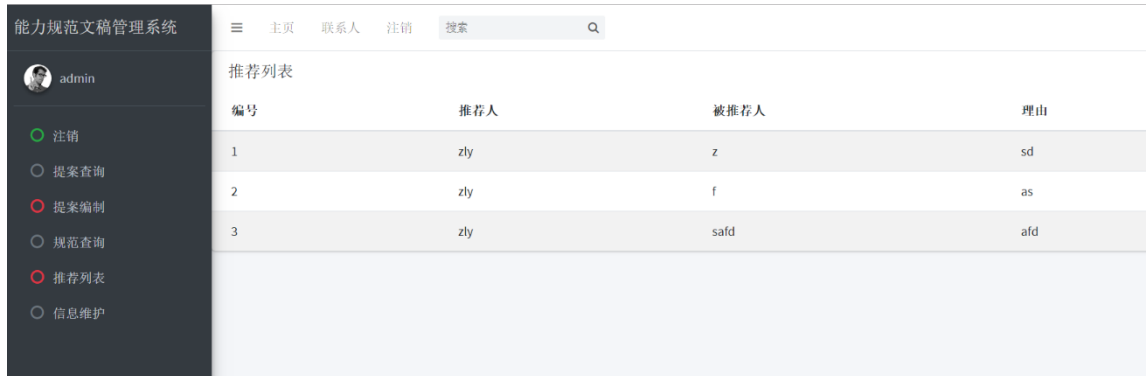 能力规范文稿管理系统
主页 联系人 注销 搜索
admin
推荐列表
编号 推荐人 被推荐人 理由
注销
1 zly z sd
提案查询
2 zly f as
提案编制
3 zly safd afd
规范查询
推荐列表
信息维护